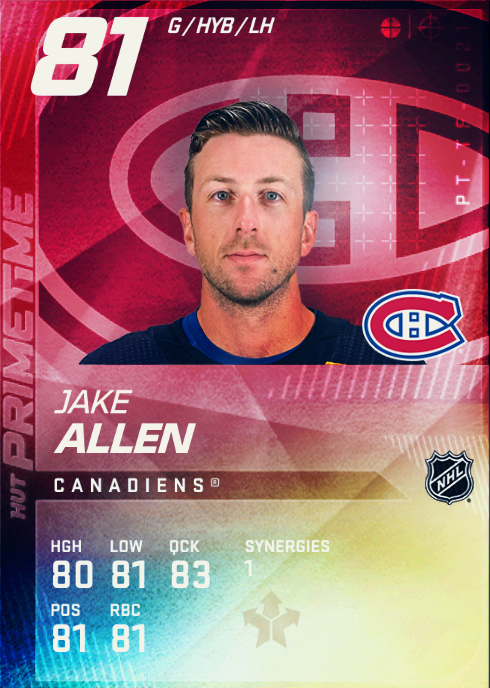 81
G / HYB / LH
HUT PRIMETIME
JAKE
ALLEN
CANADIENS®
NHL
HGH LOW QCK SYNERGIES
80 81 83 1
POS RBC
81 81